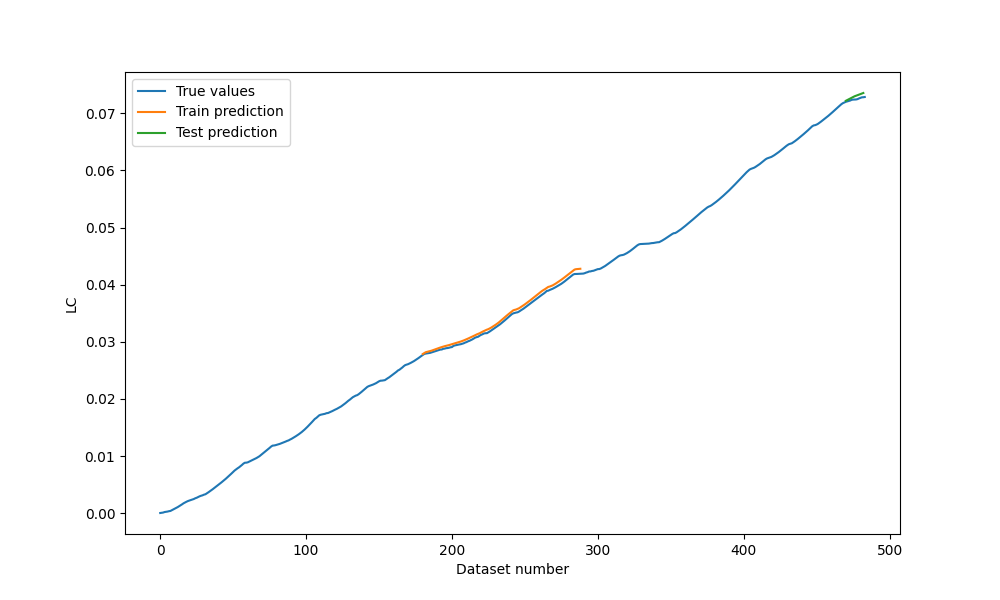 True values
Train prediction
Test prediction
0.07
0.06
0.05
0.04
0.03
0.02
0.01
0.00
LC
0 100 200 300 400 500
Dataset number